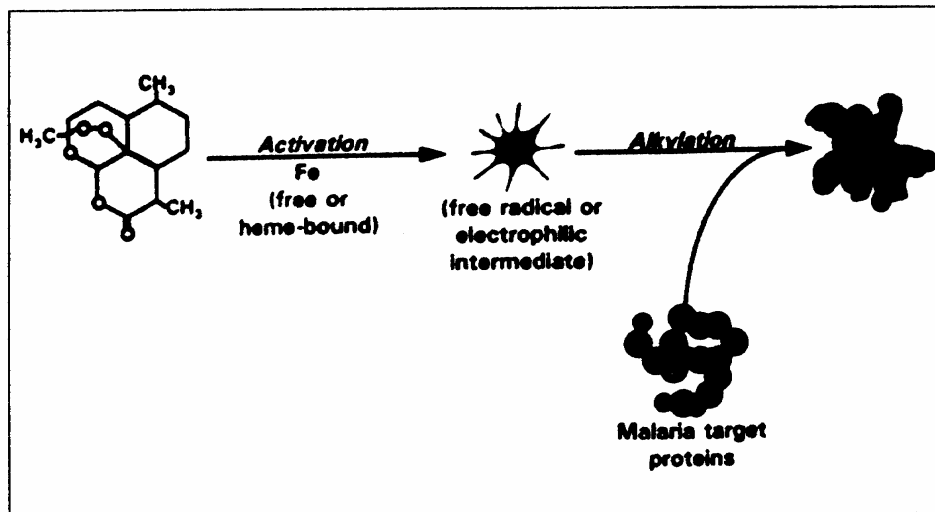 CH₃
H₃C
CH₃
Activation
Fe
(free or
heme-bound)
(free radical or
electrophilic
intermediate)
Alkylation
Malaria target
proteins